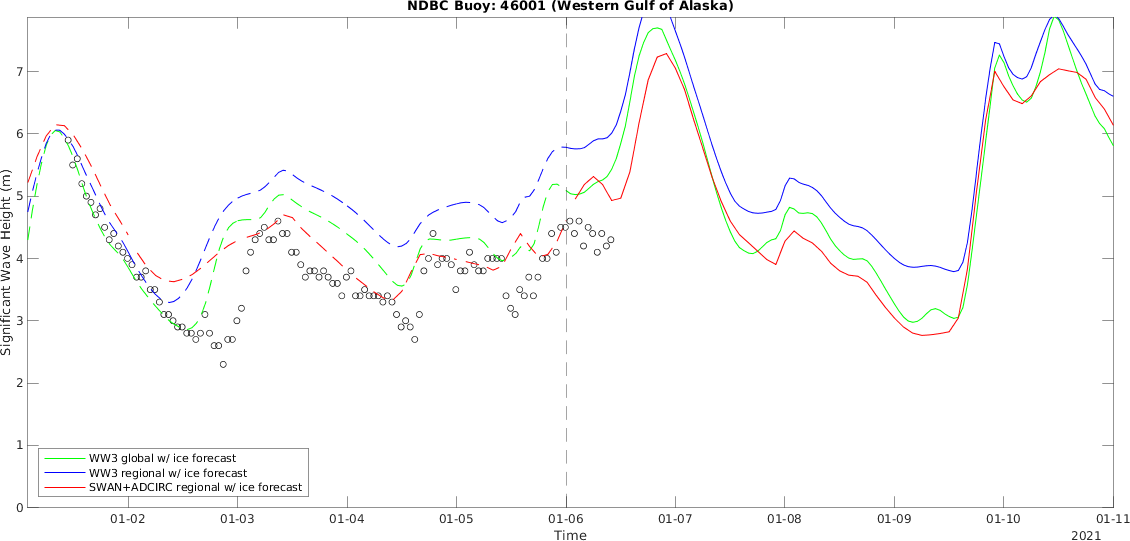 NDBC Buoy: 46001 (Western Gulf of Alaska)
Significant Wave Height (m)
7
6
5
4
3
2
1
0
WW3 global w/ ice forecast
WW3 regional w/ ice forecast
SWAN+ADCIRC regional w/ ice forecast
01-02 01-03 01-04 01-05 01-06 01-07 01-08 01-09 01-10 01-11
Time
2021